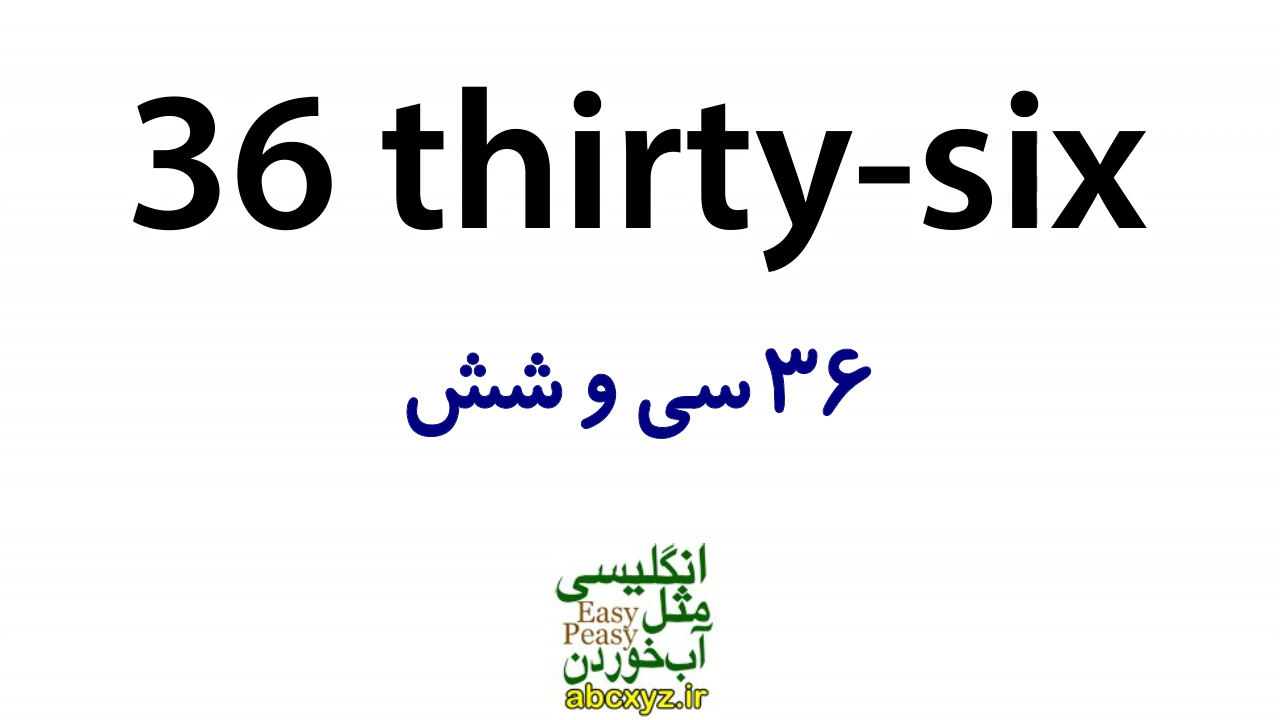 36 thirty-six
۳۶ سی و شش
انگلیسی
مثل
Easy
Peasy
آب‌خوردن
abcxyz.ir